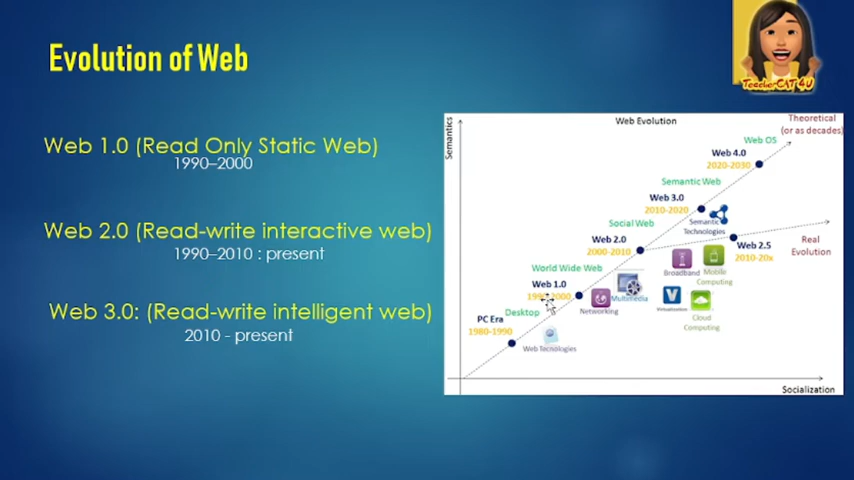 Evolution of Web
TeacherCAT 4U
Web 1.0 (Read Only Static Web)
1990–2000
Web 2.0 (Read-write interactive web)
1990–2010 : present
Web 3.0: (Read-write intelligent web)
2010 - present
Semantics
Web Evolution
Theoretical
(or as decades)
Web OS
Web 4.0
2020-2030
Semantic Web
Web 3.0
2010-2020
Semantic
Technologies
Social Web
Web 2.0
2000-2010
Web 2.5
2010-20x
Real
Evolution
Broadband
Mobile
Computing
World Wide Web
Web 1.0
1990-2000
Networking
Multimedia
Virtualization
Cloud
Computing
Desktop
PC Era
1980-1990
Web Tecnologies
Socialization